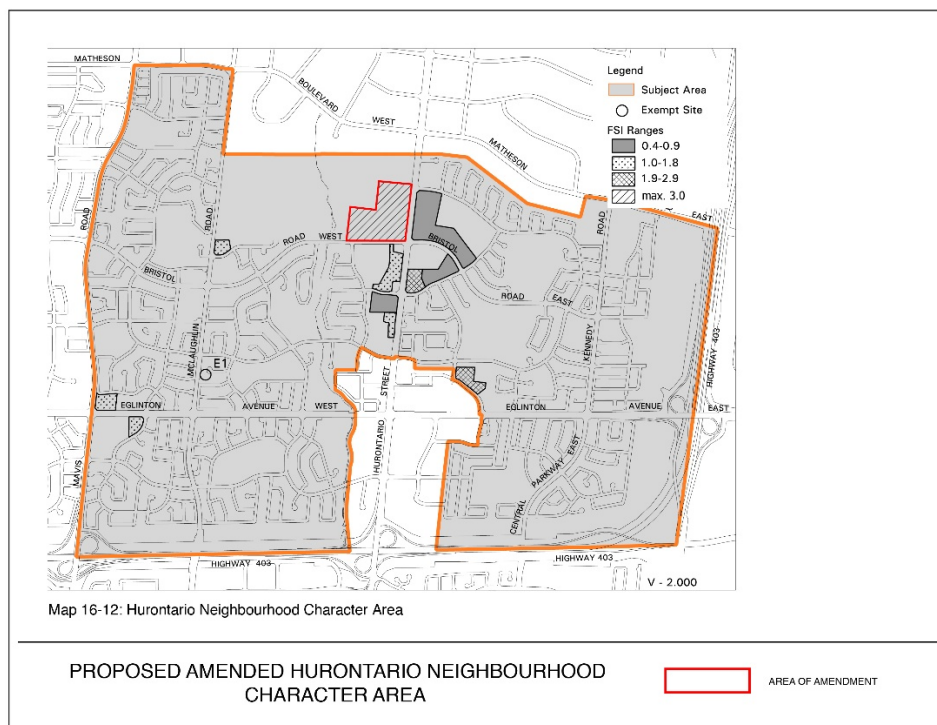 MATHESON
BOULEVARD
WEST
MATHESON
EAST
Legend
Subject Area
Exempt Site
FSI Ranges
0.4-0.9
1.0-1.8
1.9-2.9
max. 3.0
ROAD
ROAD
ROAD
WEST
BRISTOL
BRISTOL
ROAD
EAST
ROAD
KENNEDY
HIGHWAY 403
MCLAUGHLIN
E1
STREET
HURONTARIO
EGLINTON
AVENUE
WEST
EGLINTON
AVENUE
EAST
MAVIS
CENTRAL
PARKWAY
EAST
HIGHWAY 403
HIGHWAY 403
V - 2.000
Map 16-12: Hurontario Neighbourhood Character Area
PROPOSED AMENDED HURONTARIO NEIGHBOURHOOD
CHARACTER AREA
AREA OF AMENDMENT